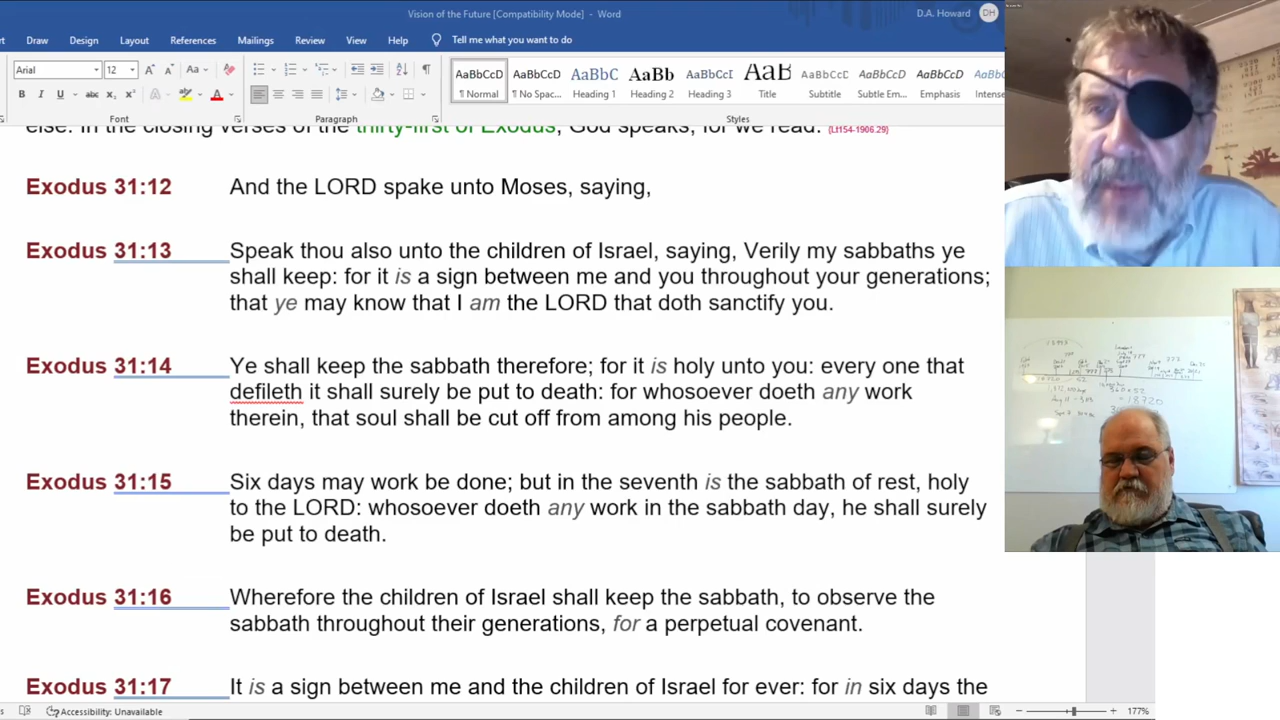 Vision of the Future [Compatibility Mode] - Word
D.A. Howard
DH
Draw Design Layout References Mailings Review View Help Tell me what you want to do
Arial 12 Aa
B I U abc x₂ x² A A
AaBbCcD AaBbCcD AaBbC AaBb AaBbCcI AaB AaBbCcD AaBbCcD AaBbCcD AaBb
¶ Normal ¶ No Spac... Heading 1 Heading 2 Heading 3 Title Subtitle Subtle Em... Emphasis Intense
Font Paragraph Styles
else. In the closing verses of the thirty-first of Exodus, God speaks, for we read: {Lt154-1906.29}
Exodus 31:12 And the LORD spake unto Moses, saying,
Exodus 31:13 Speak thou also unto the children of Israel, saying, Verily my sabbaths ye
shall keep: for it is a sign between me and you throughout your generations;
that ye may know that I am the LORD that doth sanctify you.
Exodus 31:14 Ye shall keep the sabbath therefore; for it is holy unto you: every one that
defileth it shall surely be put to death: for whosoever doeth any work
therein, that soul shall be cut off from among his people.
Exodus 31:15 Six days may work be done; but in the seventh is the sabbath of rest, holy
to the LORD: whosoever doeth any work in the sabbath day, he shall surely
be put to death.
Exodus 31:16 Wherefore the children of Israel shall keep the sabbath, to observe the
sabbath throughout their generations, for a perpetual covenant.
Exodus 31:17 It is a sign between me and the children of Israel for ever: for in six days the
Accessibility: Unavailable
177%
360 x 52
18720